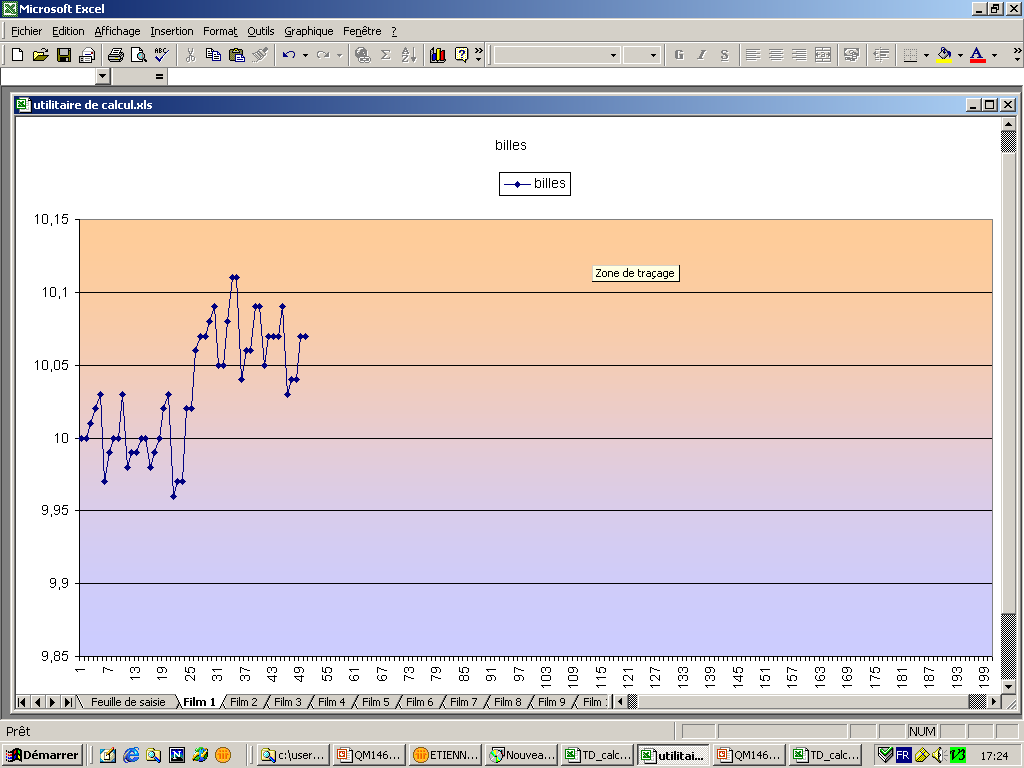 Microsoft Excel
Fichier Edition Affichage Insertion Format Outils Graphique Fenêtre ?
G I S
=
utilitaire de calcul.xls
billes
billes
10,15
Zone de traçage
10,1
10,05
10
9,95
9,9
9,85
1 7 13 19 25 31 37 43 49 55 61 67 73 79 85 91 97 103 109 115 121 127 133 139 145 151 157 163 169 175 181 187 193 199
Feuille de saisie Film 1 Film 2 Film 3 Film 4 Film 5 Film 6 Film 7 Film 8 Film 9 Film
Prêt NUM
Démarrer c:\user... QM146... ETIENN... Nouvea... TD_calc... utilitai... QM146... TD_calc... FR 17:24